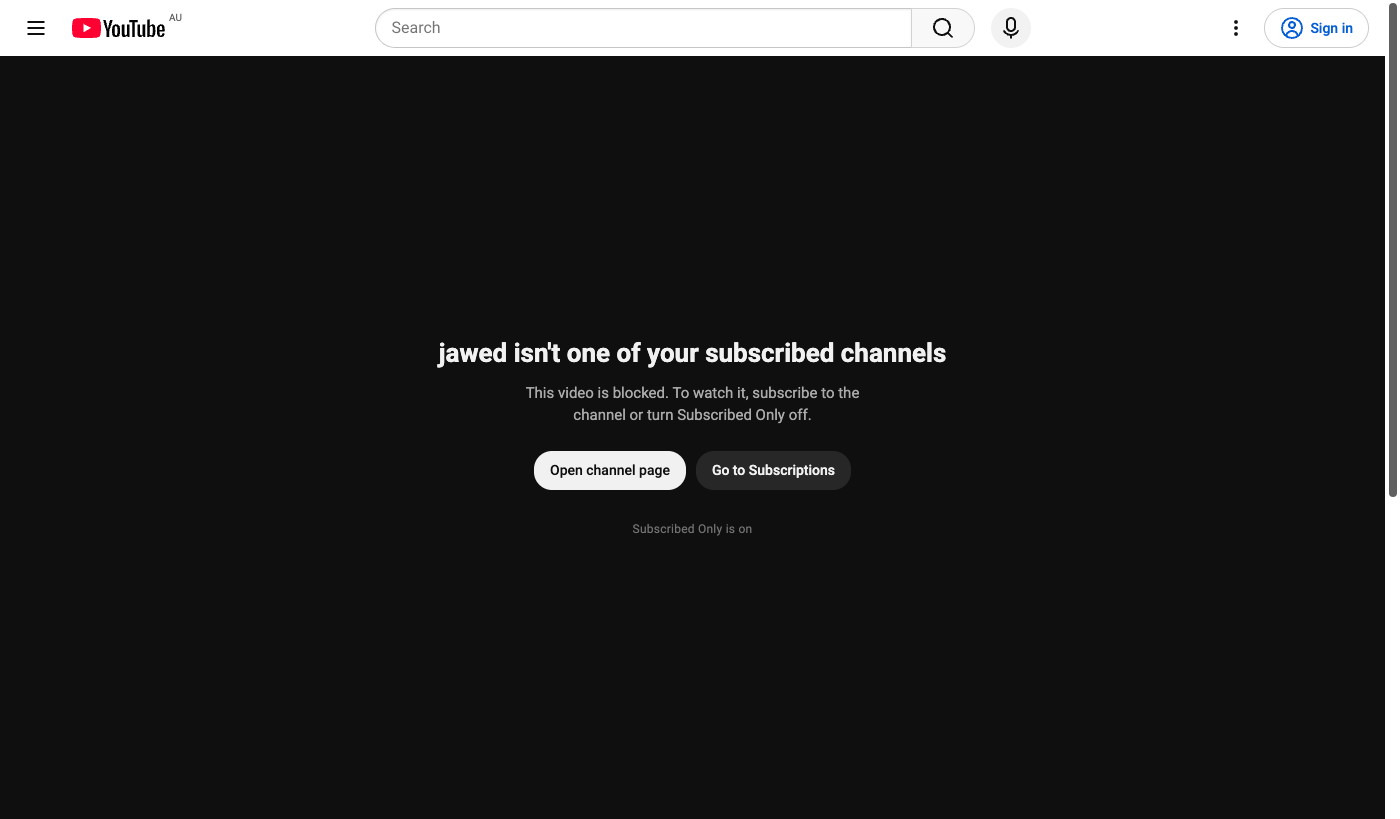 YouTube AU
Search
Sign in
jawed isn't one of your subscribed channels
This video is blocked. To watch it, subscribe to the
channel or turn Subscribed Only off.
Open channel page
Go to Subscriptions
Subscribed Only is on